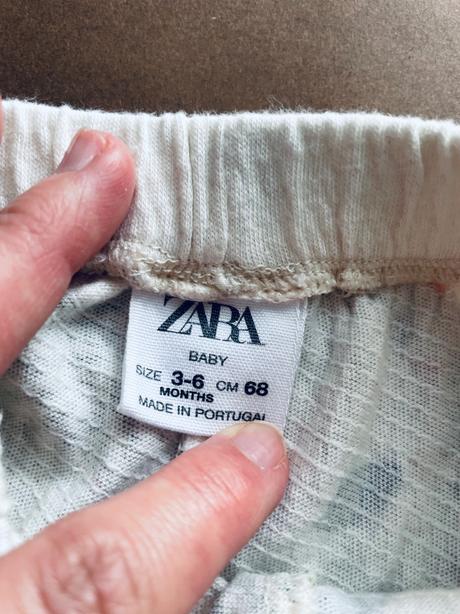 ZARA
BABY
SIZE 3-6 CM 68
MONTHS
MADE IN PORTUGAL